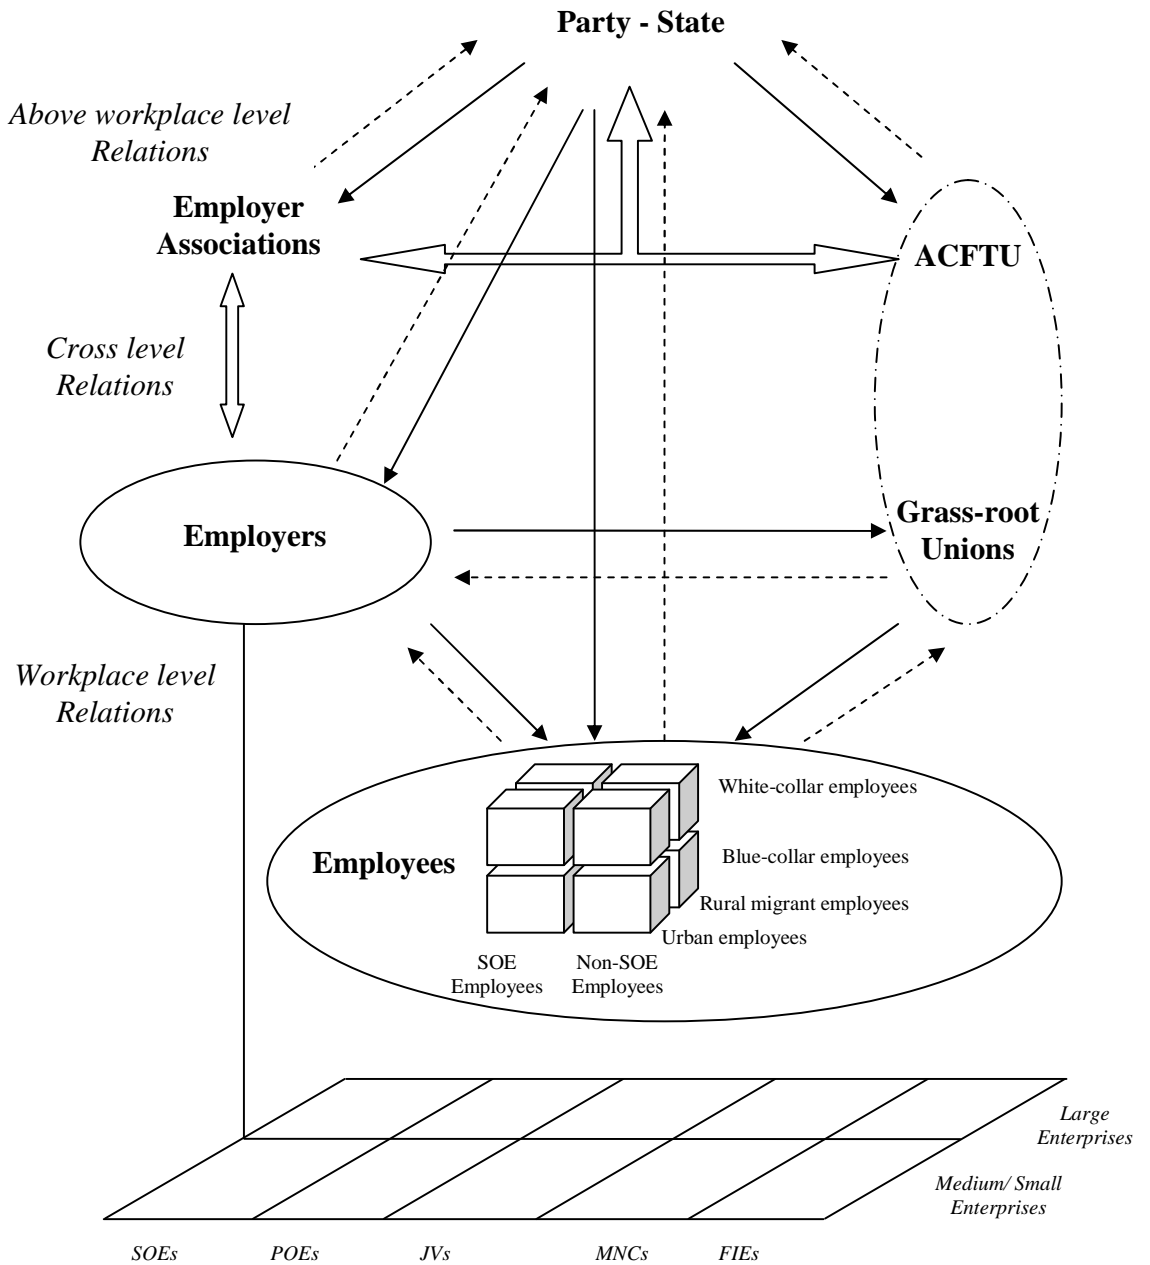 Party - State
Above workplace level
Relations
Employer
Associations
ACFTU
Cross level
Relations
Employers
Grass-root
Unions
Workplace level
Relations
White-collar employees
Employees
Blue-collar employees
Rural migrant employees
Urban employees
SOE
Employees
Non-SOE
Employees
Large
Enterprises
Medium/ Small
Enterprises
SOEs POEs JVs MNCs FIEs